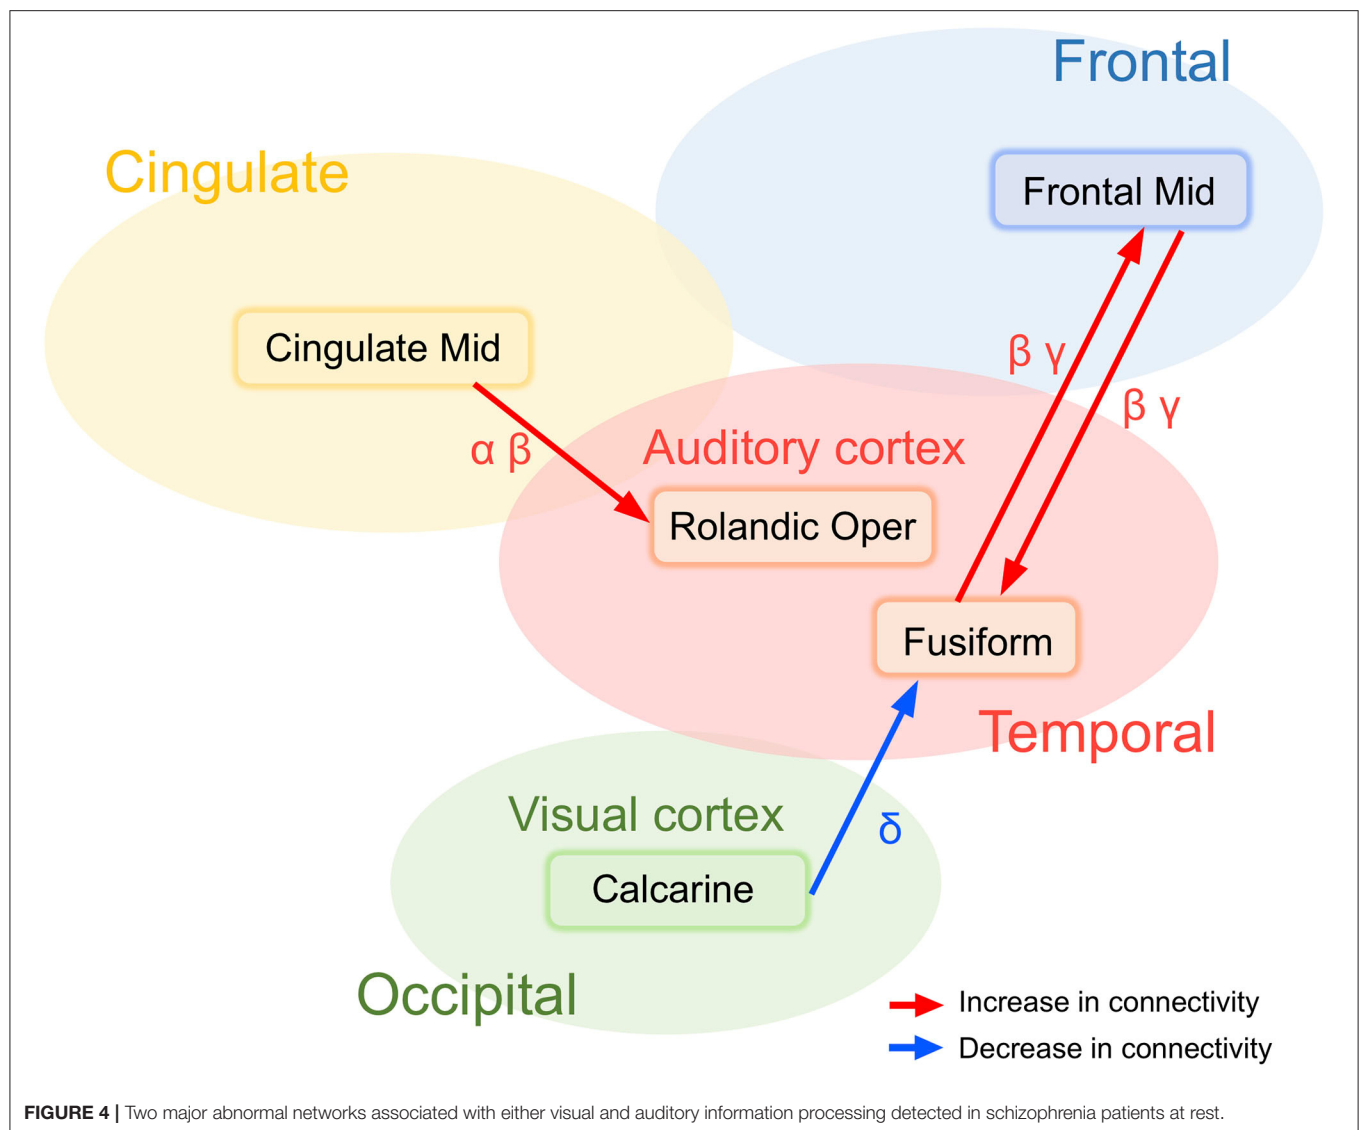 Frontal
Frontal Mid
Cingulate
Cingulate Mid
β γ
β γ
α β
Auditory cortex
Rolandic Oper
Fusiform
Temporal
Visual cortex
δ
Calcarine
Occipital
Increase in connectivity
Decrease in connectivity
FIGURE 4 | Two major abnormal networks associated with either visual and auditory information processing detected in schizophrenia patients at rest.